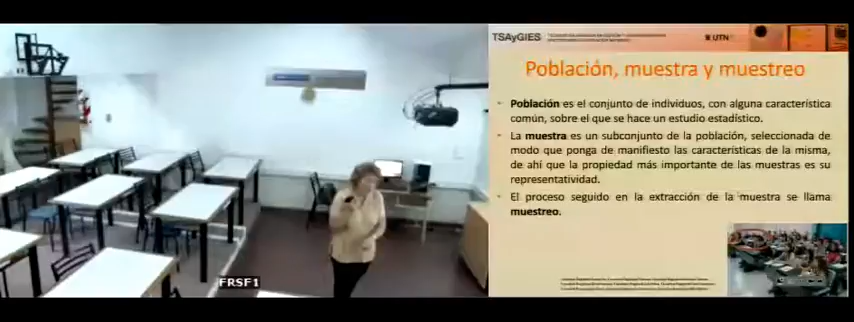 TSAyGIES
UTN
Población, muestra y muestreo
Población es el conjunto de individuos, con alguna característica
común, sobre el que se hace un estudio estadístico.
La muestra es un subconjunto de la población, seleccionada de
modo que ponga de manifiesto las características de la misma,
de ahí que la propiedad más importante de las muestras es su
representatividad.
El proceso seguido en la extracción de la muestra se llama
muestreo.
FRSF1